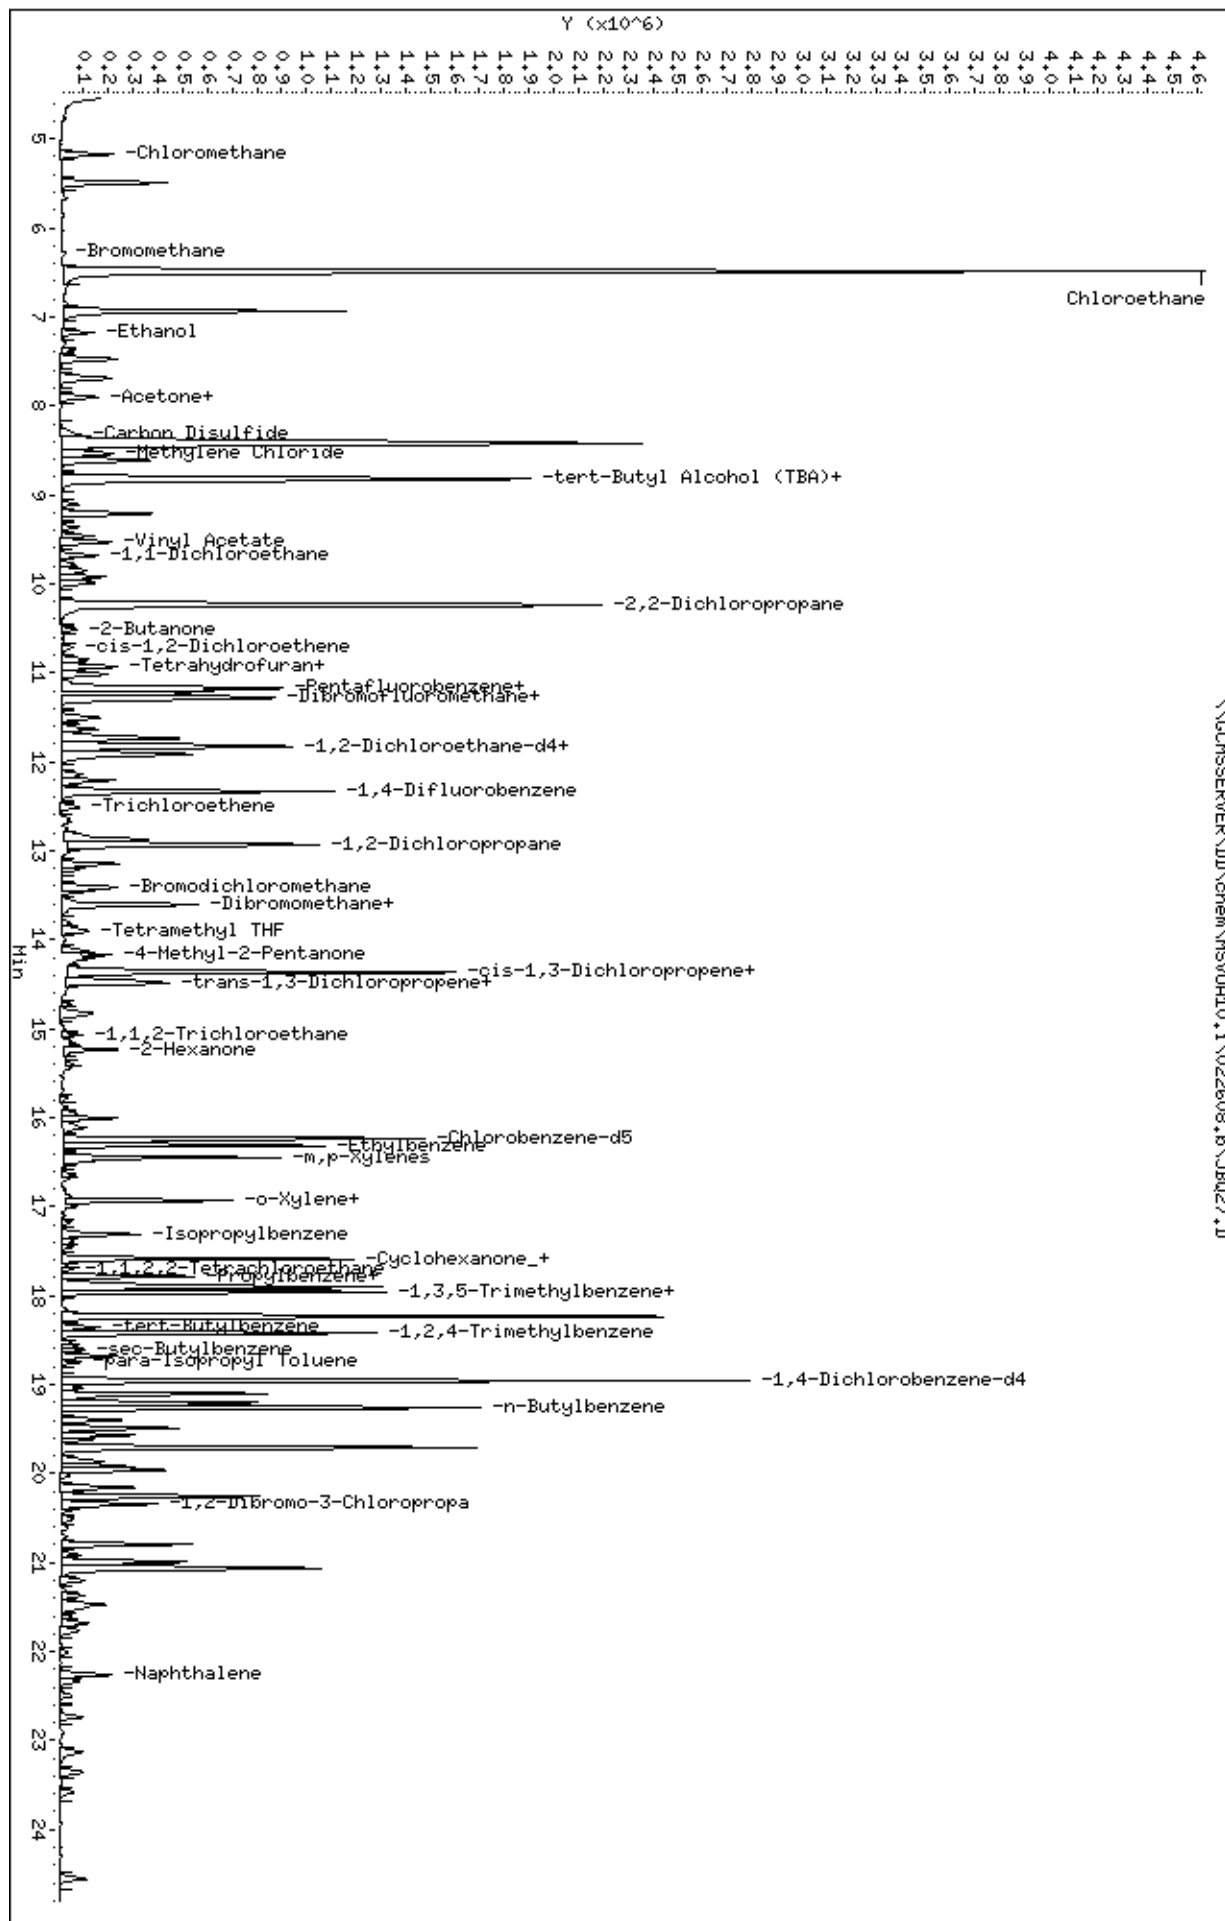 Y (x10^6)
0.1
0.2
0.3
0.4
0.5
0.6
0.7
0.8
0.9
1.0
1.1
1.2
1.3
1.4
1.5
1.6
1.7
1.8
1.9
2.0
2.1
2.2
2.3
2.4
2.5
2.6
2.7
2.8
2.9
3.0
3.1
3.2
3.3
3.4
3.5
3.6
3.7
3.8
3.9
4.0
4.1
4.2
4.3
4.4
4.5
4.6
5
-Chloromethane
6
-Bromomethane
Chloroethane
7
-Ethanol
-Acetone+
8
-Carbon Disulfide
-Methylene Chloride
-tert-Butyl Alcohol (TBA)+
9
-Vinyl Acetate
-1,1-Dichloroethane
10
-2,2-Dichloropropane
-2-Butanone
-cis-1,2-Dichloroethene
-Tetrahydrofuran+
11
-Pentafluorobenzene+
-Dibromofluoromethane+
-1,2-Dichloroethane-d4+
12
-1,4-Difluorobenzene
-Trichloroethene
-1,2-Dichloropropane
13
-Bromodichloromethane
-Dibromomethane+
-Tetramethyl THF
14
-4-Methyl-2-Pentanone
Min
-cis-1,3-Dichloropropene+
-trans-1,3-Dichloropropene+
15
-1,1,2-Trichloroethane
-2-Hexanone
16
-Chlorobenzene-d5
-Ethylbenzene
-m,p-Xylenes
-o-Xylene+
17
-Isopropylbenzene
-Cyclohexanone_+
-1,1,2,2-Tetrachloroethane
-Propylbenzene+
-1,3,5-Trimethylbenzene+
18
-tert-Butylbenzene
-1,2,4-Trimethylbenzene
-sec-Butylbenzene
-para-Isopropyl Toluene
-1,4-Dichlorobenzene-d4
19
-n-Butylbenzene
20
-1,2-Dibromo-3-Chloropropa
21
22
-Naphthalene
23
24